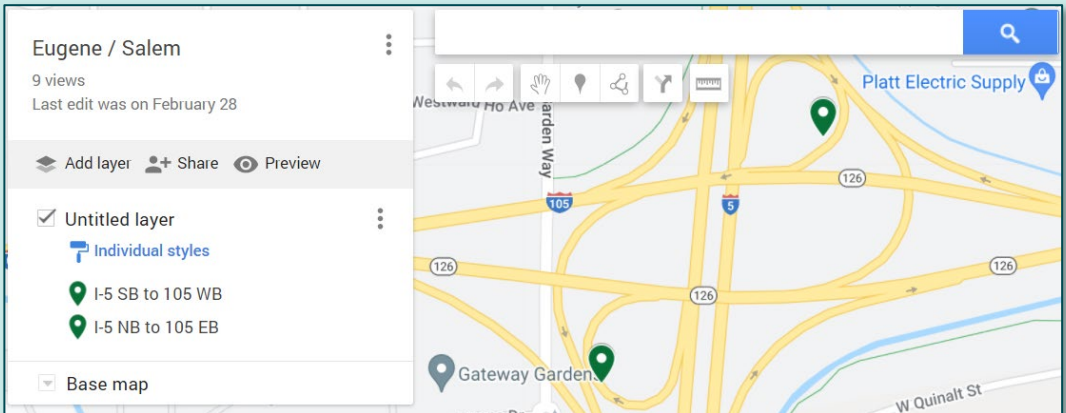 Eugene / Salem
9 views
Last edit was on February 28
Add layer Share Preview
Untitled layer
Individual styles
I-5 SB to 105 WB
I-5 NB to 105 EB
Base map
Westward Ho Ave
Garden Way
Platt Electric Supply
126
105
5
126
126
126
Gateway Gardens
W Quinalt St